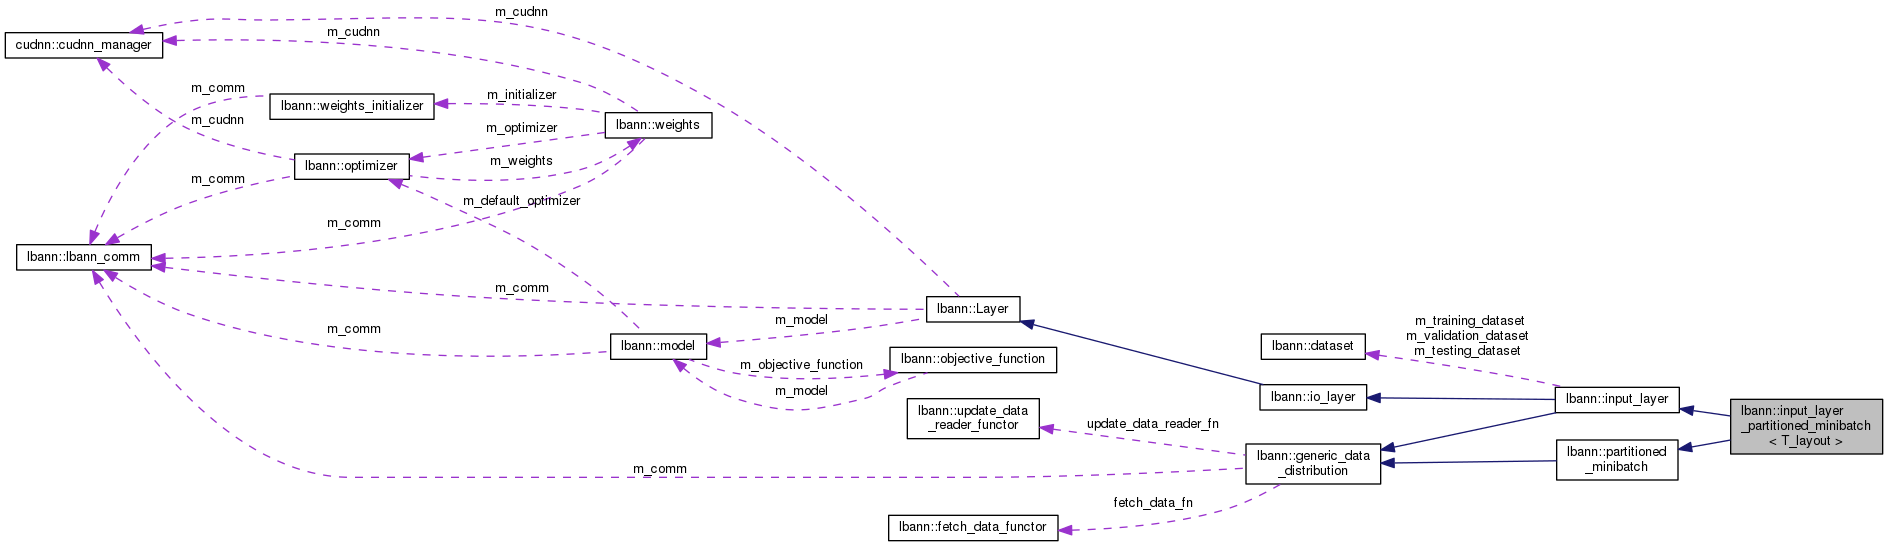 m_cudnn
m_cudnn
cudnn::cudnn_manager
m_comm
m_initializer
lbann::weights_initializer
m_cudnn
lbann::weights
m_optimizer
m_weights
lbann::optimizer
m_comm
m_default_optimizer
m_comm
lbann::lbann_comm
m_comm
lbann::Layer
m_model
m_comm
lbann::model
m_training_dataset
m_validation_dataset
m_testing_dataset
lbann::dataset
lbann::objective_function
m_objective_function
m_model
lbann::io_layer
lbann::input_layer
lbann::input_layer
_partitioned_minibatch
< T_layout >
lbann::update_data
_reader_functor
update_data_reader_fn
lbann::generic_data
_distribution
lbann::partitioned
_minibatch
m_comm
fetch_data_fn
lbann::fetch_data_functor